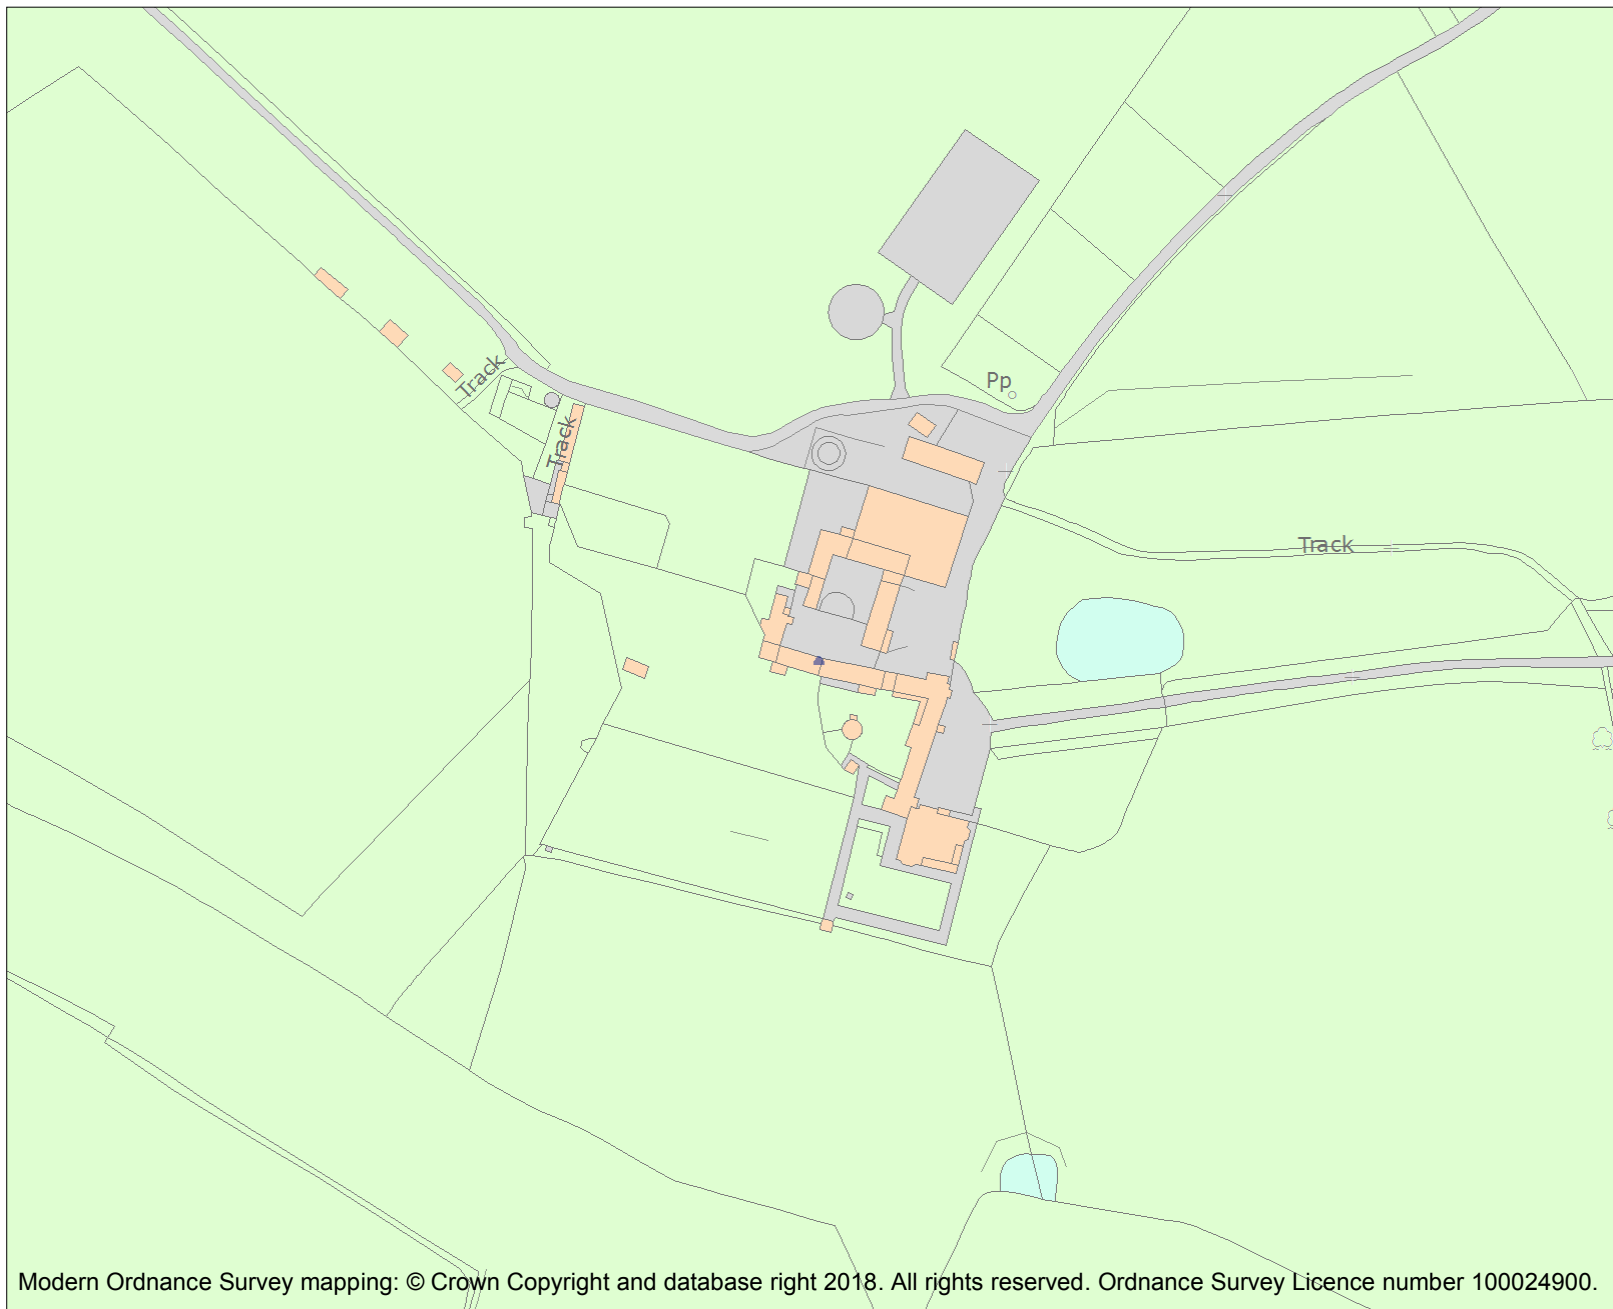 Track
Pp
Track
Track
Modern Ordnance Survey mapping: © Crown Copyright and database right 2018. All rights reserved. Ordnance Survey Licence number 100024900.